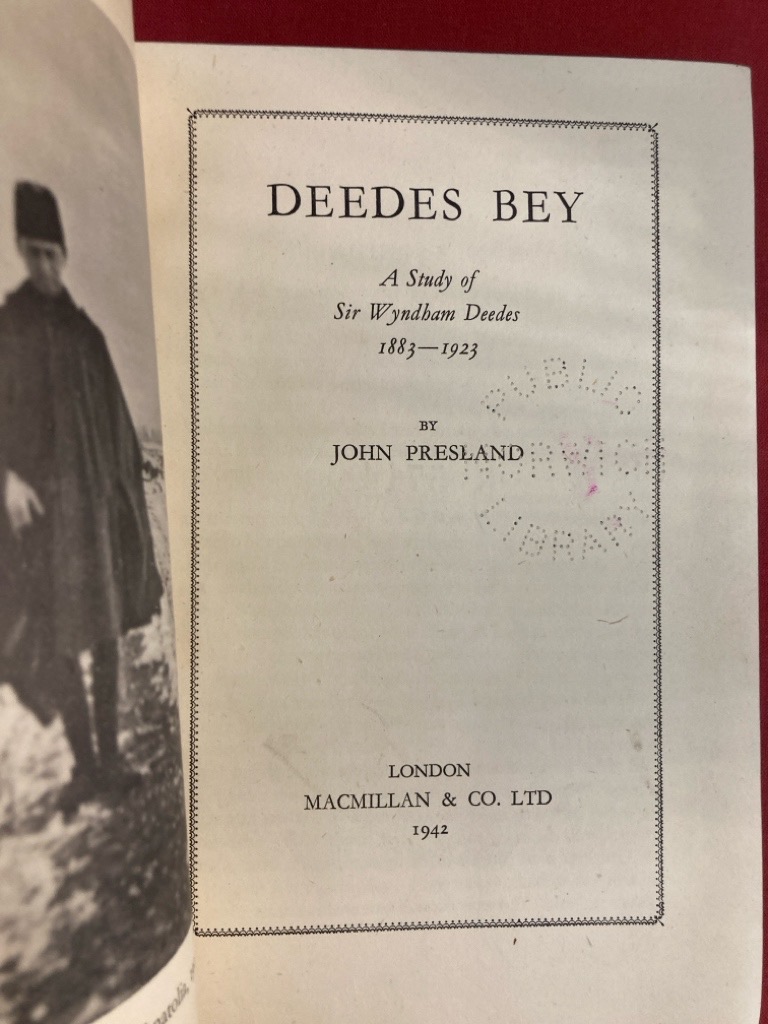 DEEDES BEY
A Study of
Sir Wyndham Deedes
1883—1923
BY
JOHN PRESLAND
PUBLIC
NORWICH
LIBRARY
LONDON
MACMILLAN & CO. LTD
1942